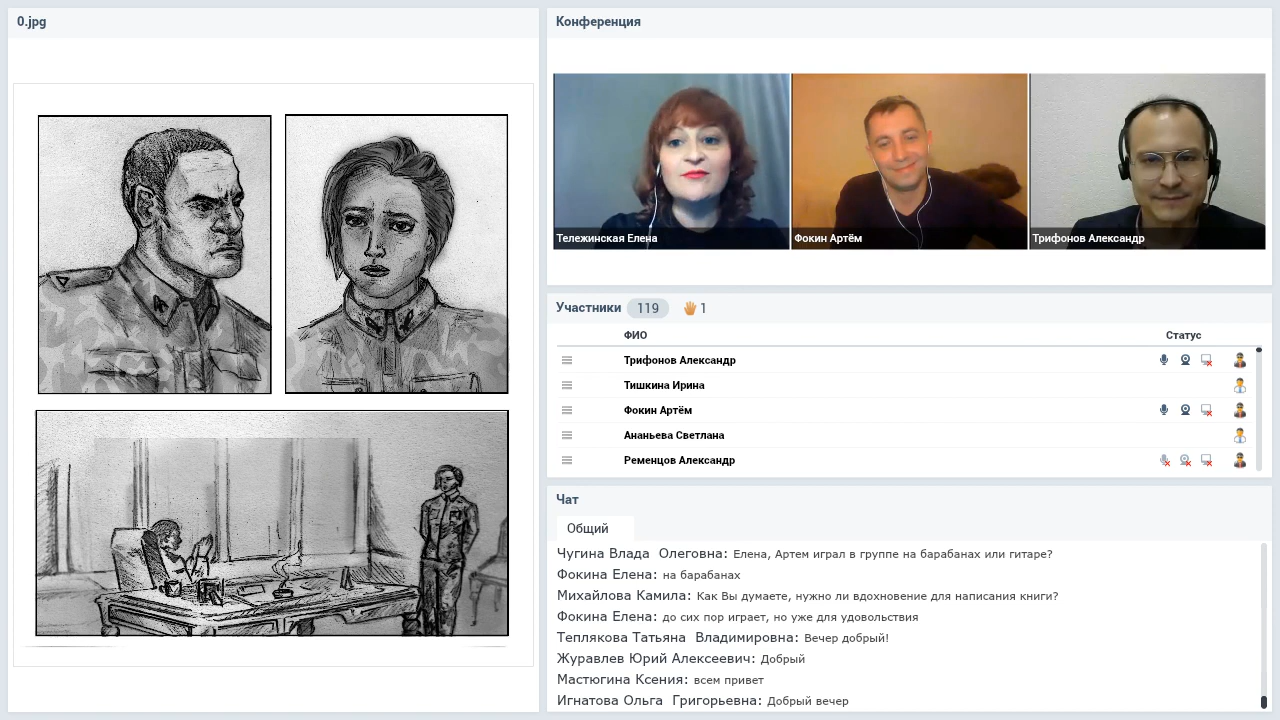 0.jpg
Конференция
Тележинская Елена
Фокин Артём
Трифонов Александр
Участники 119 1
ФИО Статус
Трифонов Александр
Тишкина Ирина
Фокин Артём
Ананьева Светлана
Ременцов Александр
Чат
Общий
Чугина Влада Олеговна: Елена, Артем играл в группе на барабанах или гитаре?
Фокина Елена: на барабанах
Михайлова Камила: Как Вы думаете, нужно ли вдохновение для написания книги?
Фокина Елена: до сих пор играет, но уже для удовольствия
Теплякова Татьяна Владимировна: Вечер добрый!
Журавлев Юрий Алексеевич: Добрый
Мастюгина Ксения: всем привет
Игнатова Ольга Григорьевна: Добрый вечер